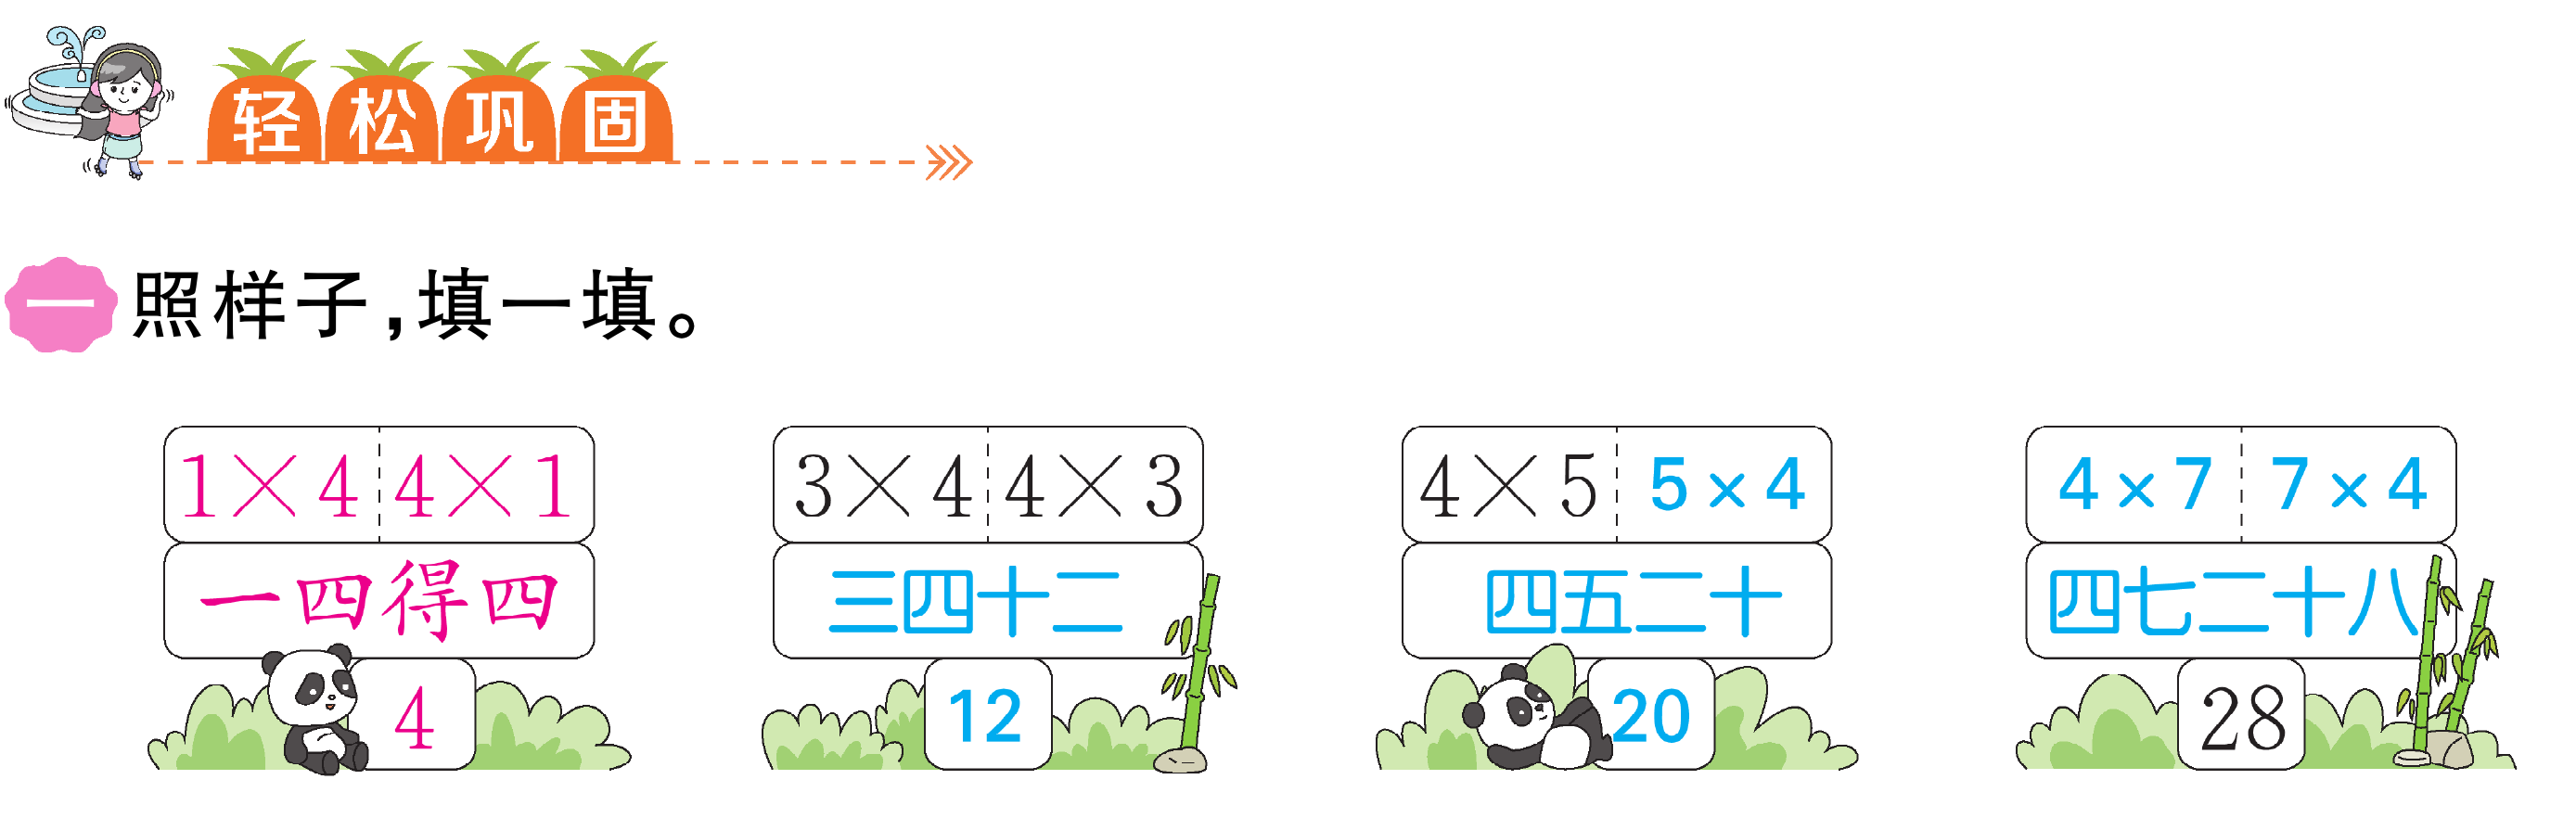 轻松巩固
一 照样子,填一填。
1×4 4×1 3×4 4×3 4×5 5×4 4×7 7×4
一四得四 三四十二 四五二十 四七二十八
4 12 20 28